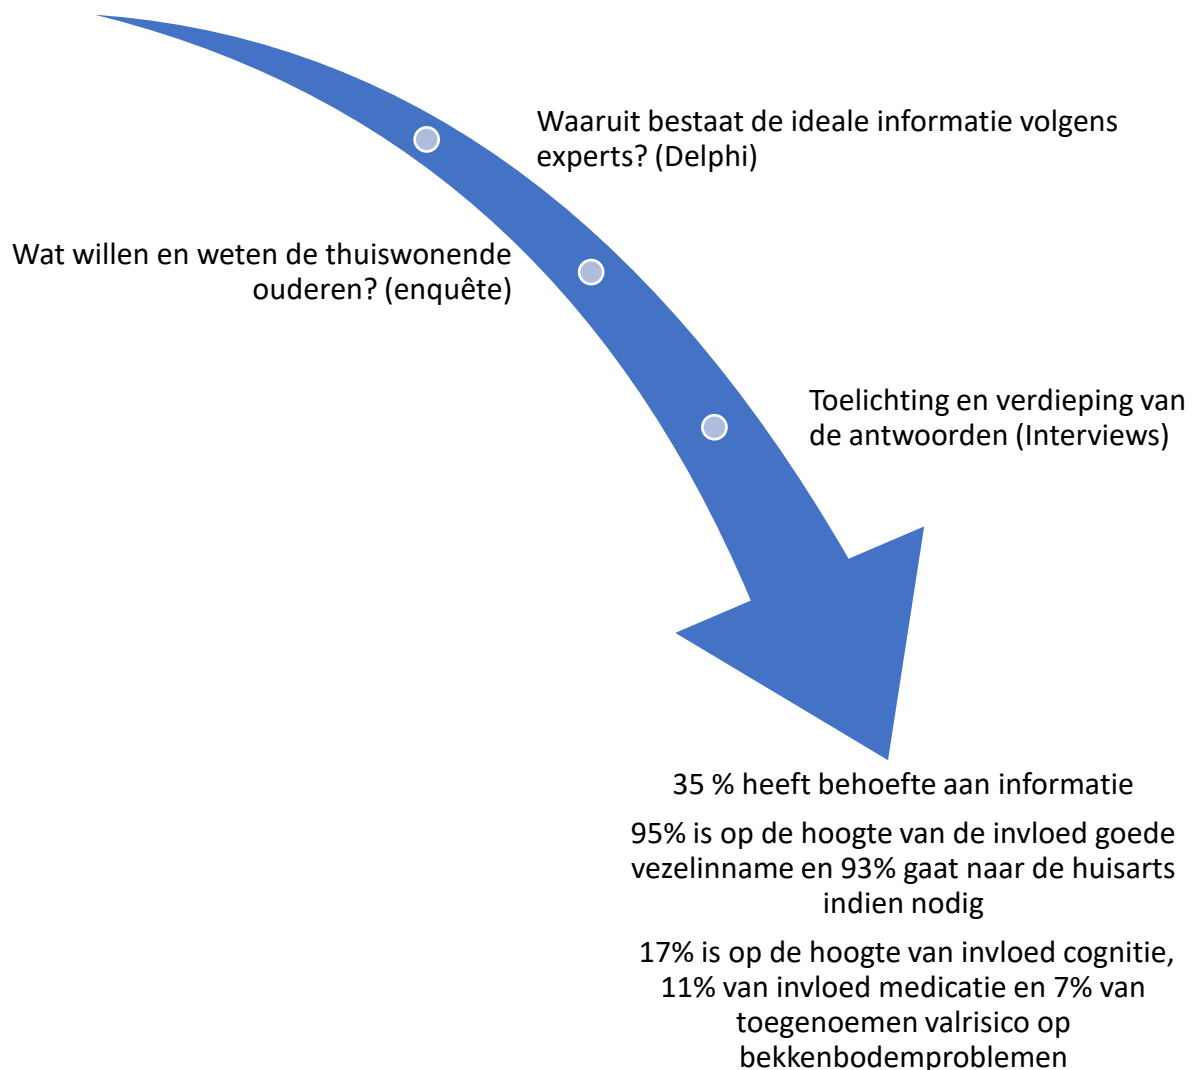 Waaruit bestaat de ideale informatie volgens
experts? (Delphi)
Wat willen en weten de thuiswonende
ouderen? (enquête)
Toelichting en verdieping van
de antwoorden (Interviews)
35 % heeft behoefte aan informatie
95% is op de hoogte van de invloed goede
vezelinname en 93% gaat naar de huisarts
indien nodig
17% is op de hoogte van invloed cognitie,
11% van invloed medicatie en 7% van
toegenoemen valrisico op
bekkenbodemproblemen